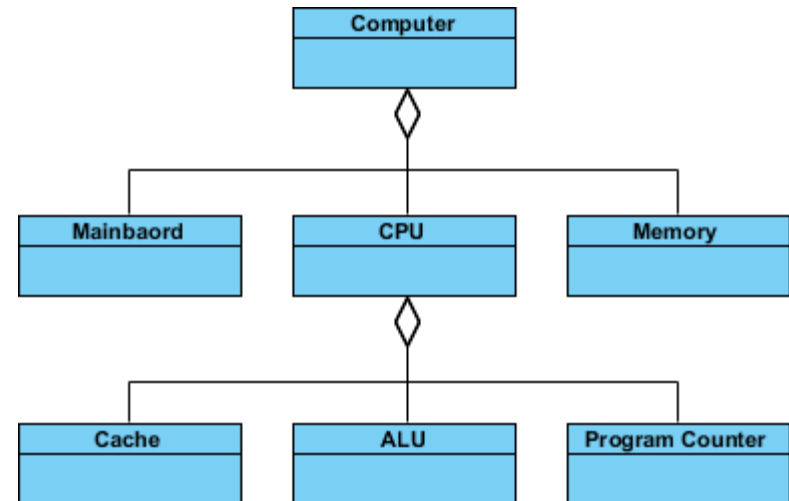 Computer
Mainbaord
CPU
Memory
Cache
ALU
Program Counter